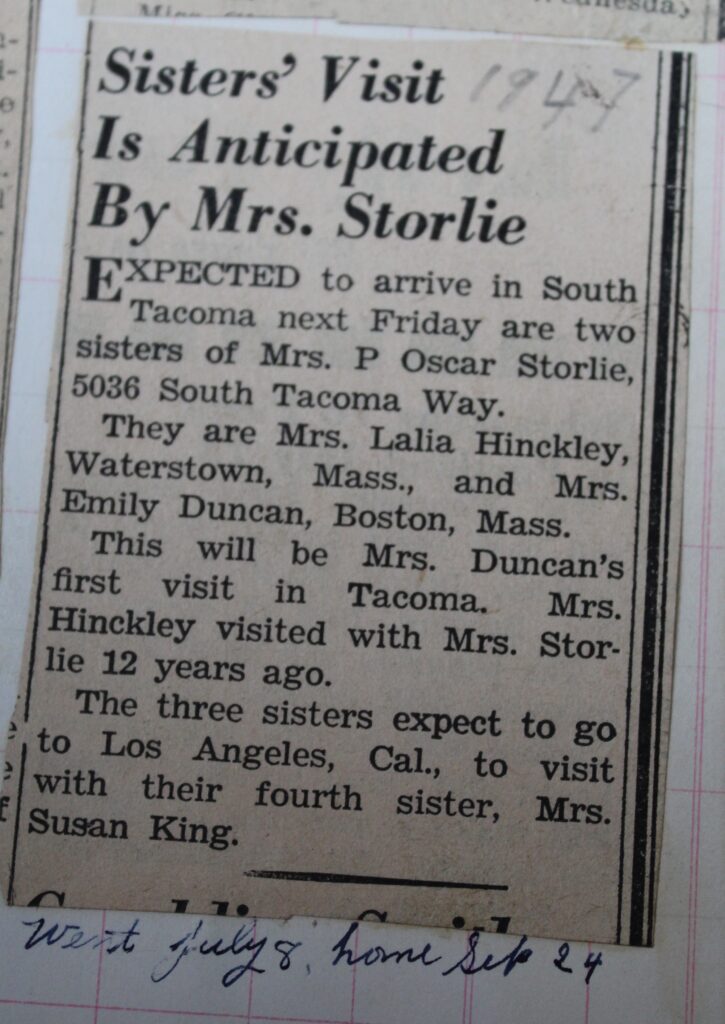 Sisters' Visit 1947
Is Anticipated
By Mrs. Storlie
EXPECTED to arrive in South
Tacoma next Friday are two
sisters of Mrs. P Oscar Storlie,
5036 South Tacoma Way.
They are Mrs. Lalia Hinckley,
Waterstown, Mass., and Mrs.
Emily Duncan, Boston, Mass.
This will be Mrs. Duncan's
first visit in Tacoma. Mrs.
Hinckley visited with Mrs. Stor-
lie 12 years ago.
The three sisters expect to go
to Los Angeles, Cal., to visit
with their fourth sister, Mrs.
Susan King.
Went July 8, home Sep 24